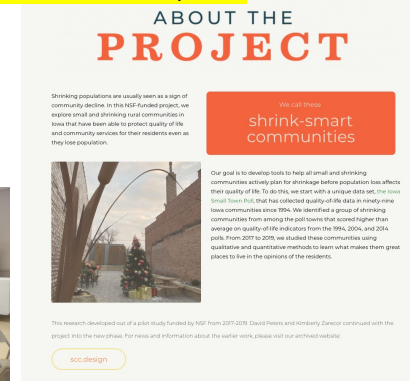 ABOUT THE
PROJECT
Shrinking populations are usually seen as a sign of
community decline. In this NSF-funded project, we
explore small and shrinking rural communities in
Iowa that have been able to protect quality of life
and community services for their residents even as
they lose population.
We call these
shrink-smart
communities
Our goal is to develop tools to help all small and shrinking
communities actively plan for shrinkage before population loss affects
their quality of life. To do this, we start with a unique data set, the Iowa
Small Town Poll, that has collected quality-of-life data in ninety-nine
Iowa communities since 1994. We identified a group of shrinking
communities from among the poll towns that scored higher than
average on quality-of-life indicators from the 1994, 2004, and 2014
polls. From 2017 to 2019, we studied these communities using
qualitative and quantitative methods to learn what makes them great
places to live in the opinions of the residents.
This research developed out of a pilot study funded by NSF from 2017-2019. David Peters and Kimberly Zarecor continued with the
project into the new phase. For news and information about the earlier work, please visit our archived website:
scc.design